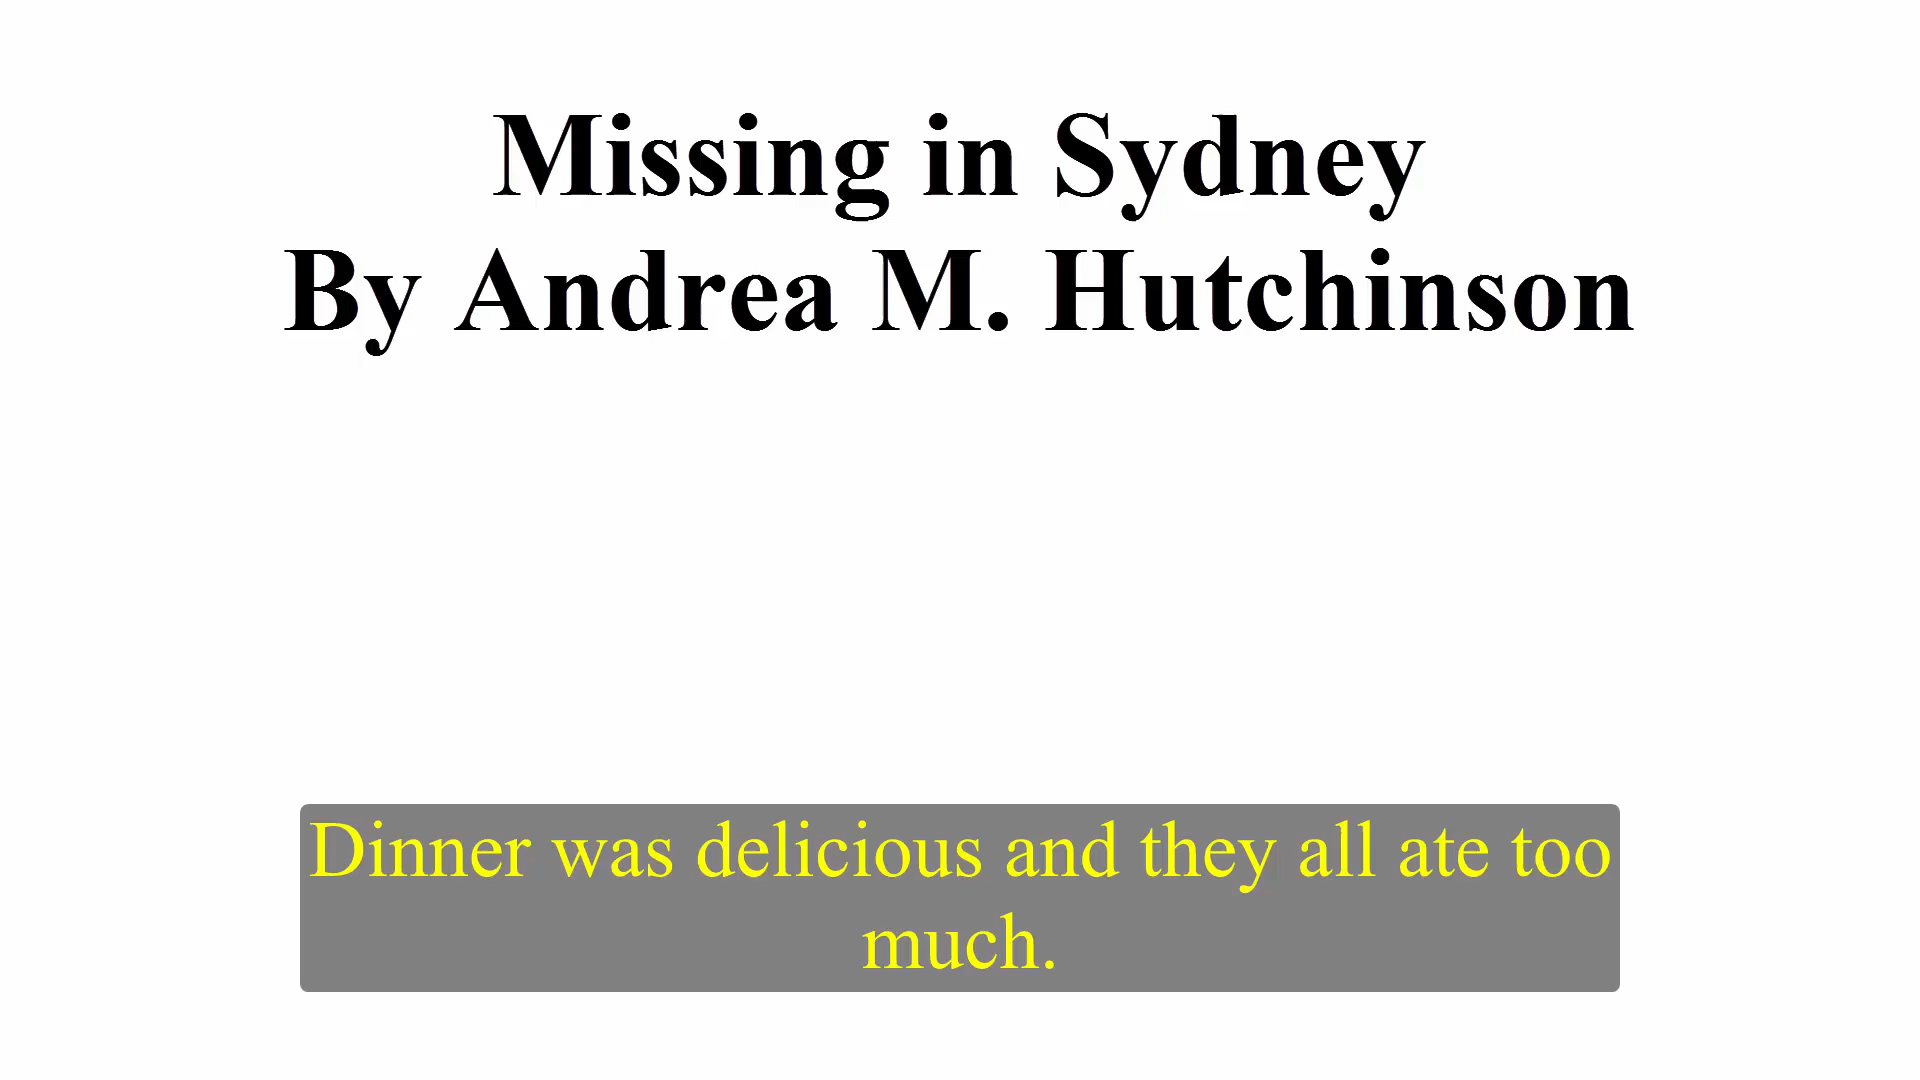 Missing in Sydney
By Andrea M. Hutchinson
Dinner was delicious and they all ate too
much.